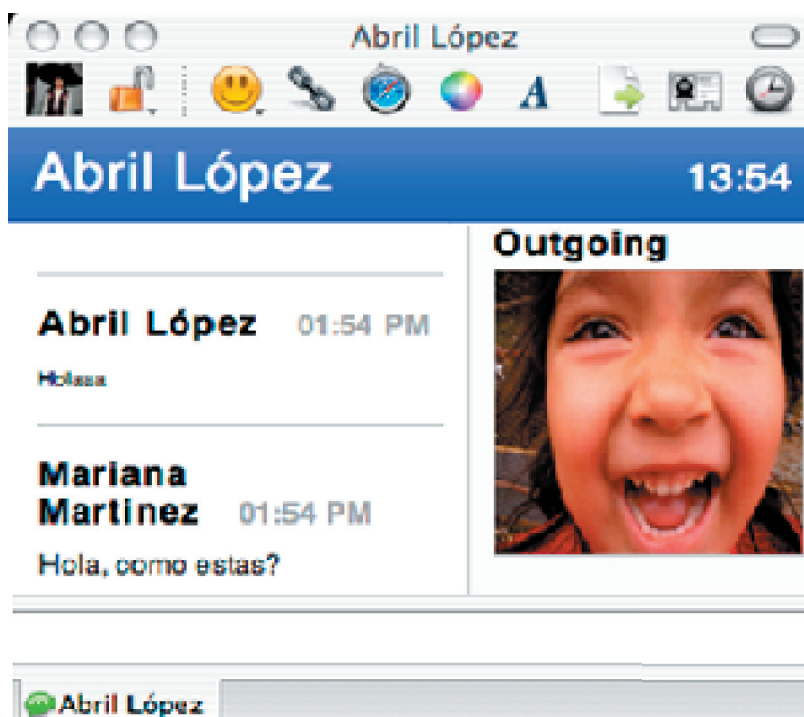 Abril López
A
Abril López 13:54
Outgoing
Abril López 01:54 PM
Holasa
Mariana
Martinez 01:54 PM
Hola, como estas?
Abril López